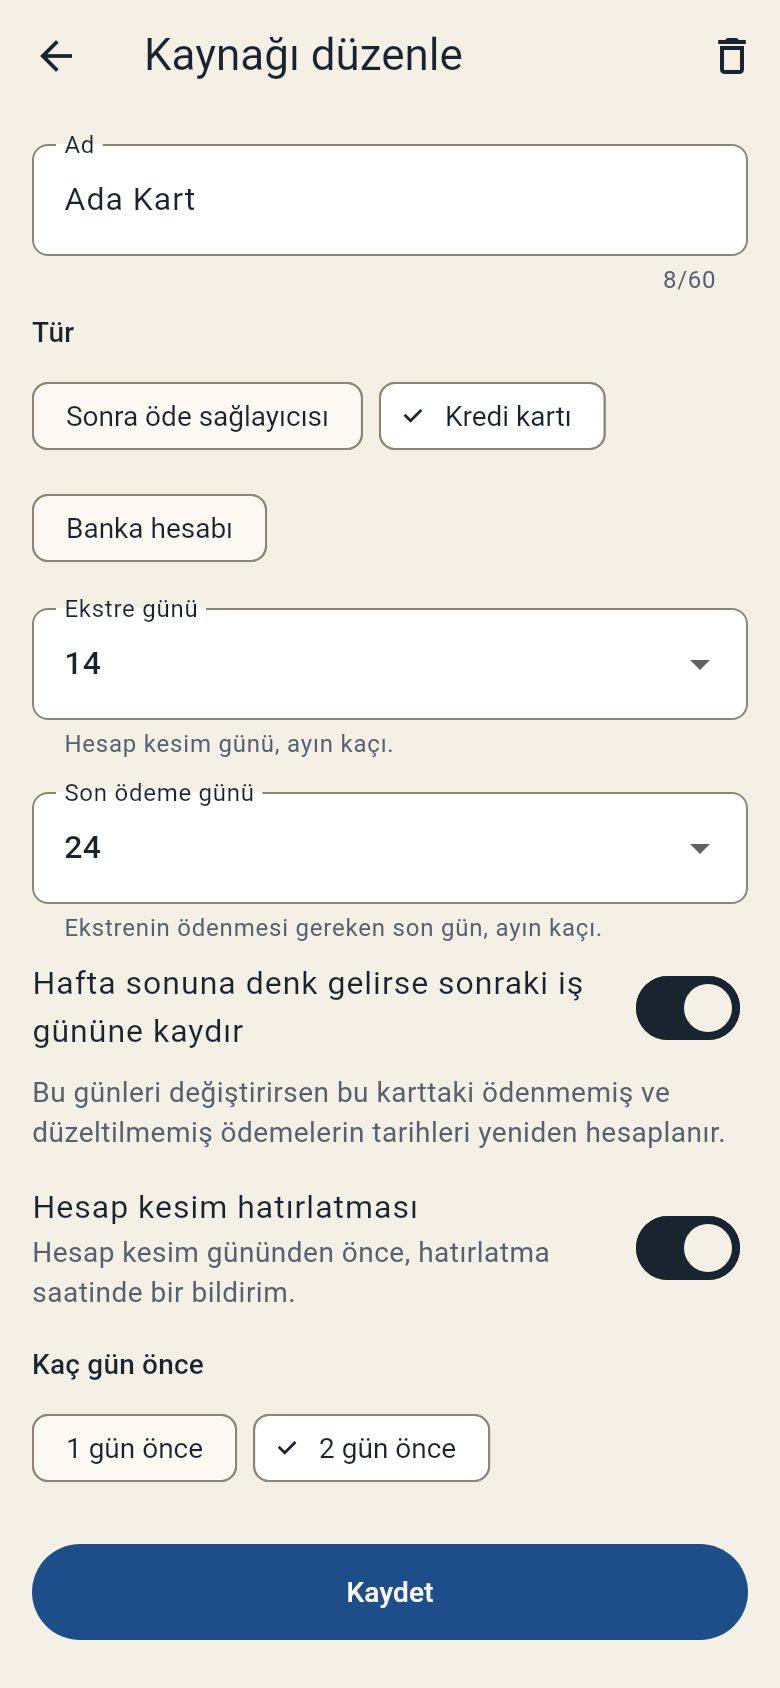 Kaynağı düzenle
Ad
Ada Kart
8/60
Tür
Sonra öde sağlayıcısı
Kredi kartı
Banka hesabı
Ekstre günü
14
Hesap kesim günü, ayın kaçı.
Son ödeme günü
24
Ekstrenin ödenmesi gereken son gün, ayın kaçı.
Hafta sonuna denk gelirse sonraki iş
gününe kaydır
Bu günleri değiştirirsen bu karttaki ödenmemiş ve
düzeltilmemiş ödemelerin tarihleri yeniden hesaplanır.
Hesap kesim hatırlatması
Hesap kesim gününden önce, hatırlatma
saatinde bir bildirim.
Kaç gün önce
1 gün önce
2 gün önce
Kaydet